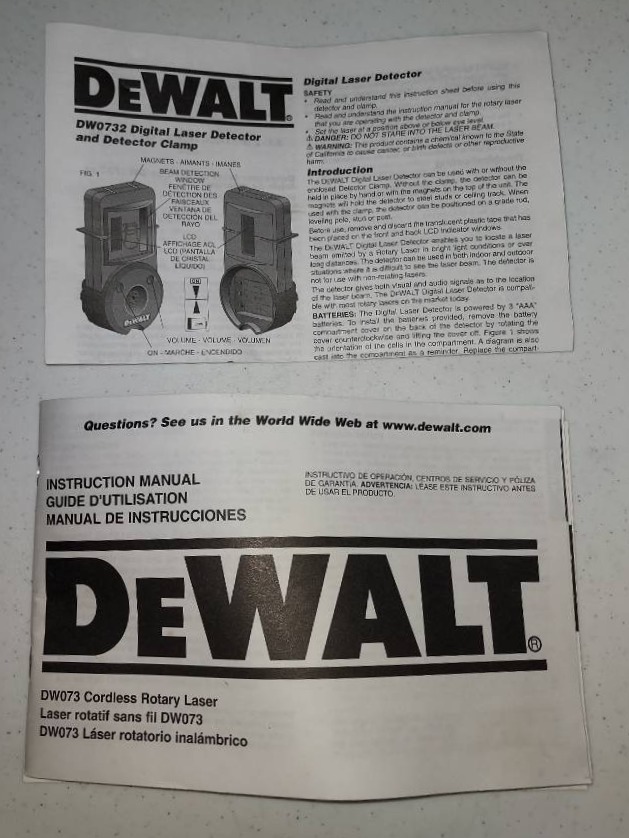 DEWALT®
DW0732 Digital Laser Detector
and Detector Clamp
MAGNETS - AIMANTS - IMANES
FIG. 1
BEAM DETECTION
WINDOW
FENÊTRE DE
DÉTECTION DES
FAISCEAUX
VENTANA DE
DETECCIÓN DEL
RAYO
LCD
AFFICHAGE ACL
LCD (PANTALLA
DE CRISTAL
LÍQUIDO)
DEWALT
VOLUME - VOLUME - VOLUMEN
ON - MARCHE - ENCENDIDO
Digital Laser Detector
SAFETY
• Read and understand this instruction sheet before using this
detector and clamp.
• Read and understand the instruction manual for the rotary laser
that you are operating with the detector and clamp.
• Set the laser at a position above or below eye level.
⚠ DANGER: DO NOT STARE INTO THE LASER BEAM.
⚠ WARNING: This product contains a chemical known to the State
of California to cause cancer, or birth defects or other reproductive
harm.
Introduction
The DEWALT Digital Laser Detector can be used with or without the
enclosed Detector Clamp. Without the clamp, the detector can be
held in place by hand or with the magnets on the top of the unit. The
magnets will hold the detector to steel studs or ceiling track. When
used with the clamp, the detector can be positioned on a grade rod,
leveling pole, stud or post.
Before use, remove and discard the translucent plastic tape that has
been placed on the front and back LCD indicator windows.
The DEWALT Digital Laser Detector enables you to locate a laser
beam emitted by a Rotary Laser in bright light conditions or over
long distances. The detector can be used in both indoor and outdoor
situations where it is difficult to see the laser beam. The detector is
not for use with non-rotating lasers.
The detector gives both visual and audio signals as to the location
of the laser beam. The DEWALT Digital Laser Detector is compati-
ble with most rotary lasers on the market today.
BATTERIES: The Digital Laser Detector is powered by 3 "AAA"
batteries. To install the batteries provided, remove the battery
compartment cover on the back of the detector by rotating the
cover counterclockwise and lifting the cover off. Figure 1 shows
the orientation of the cells in the compartment. A diagram is also
cast into the compartment as a reminder. Replace the compart-
Questions? See us in the World Wide Web at www.dewalt.com
INSTRUCTION MANUAL
GUIDE D'UTILISATION
MANUAL DE INSTRUCCIONES
INSTRUCTIVO DE OPERACIÓN, CENTROS DE SERVICIO Y PÓLIZA
DE GARANTÍA. ADVERTENCIA: LÉASE ESTE INSTRUCTIVO ANTES
DE USAR EL PRODUCTO.
DEWALT®
DW073 Cordless Rotary Laser
Laser rotatif sans fil DW073
DW073 Láser rotatorio inalámbrico